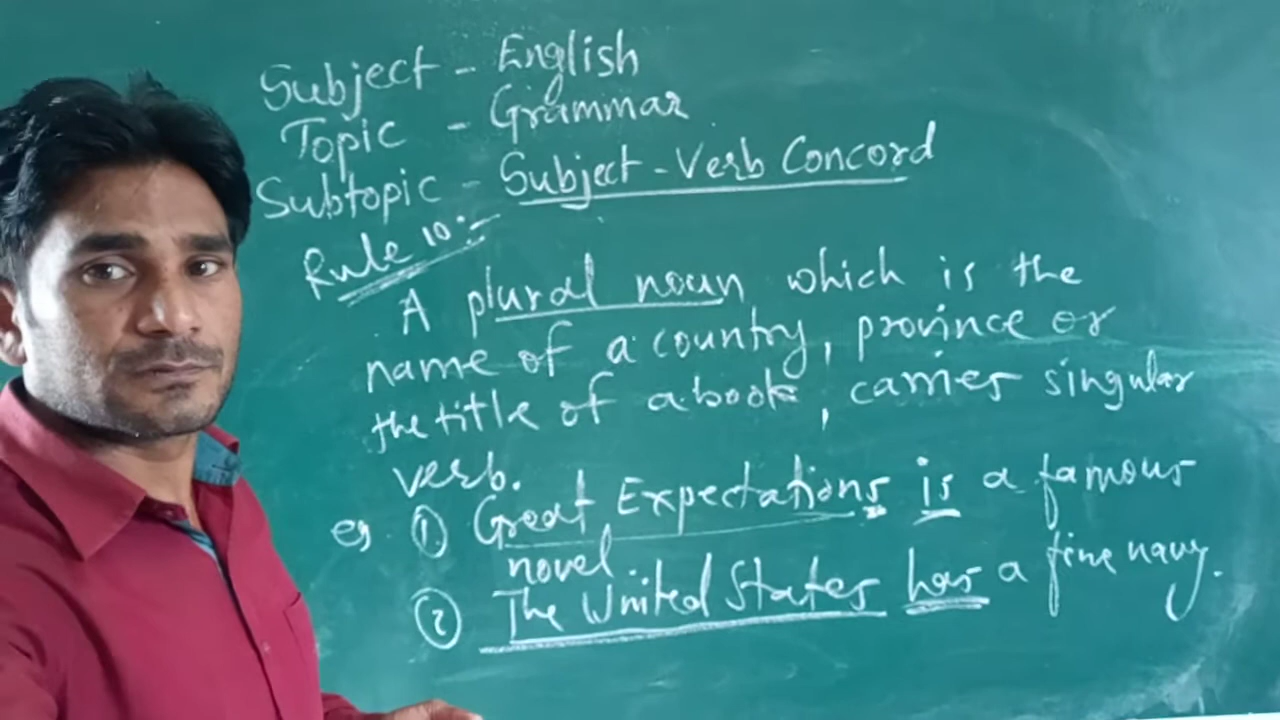 Subject - English
Topic - Grammar
Subtopic - Subject-Verb Concord
Rule 10:-
A plural noun which is the
name of a country, province or
the title of a book, carries singular
verb.
eg ① Great Expectations is a famous
novel.
② The United States has a fine navy.